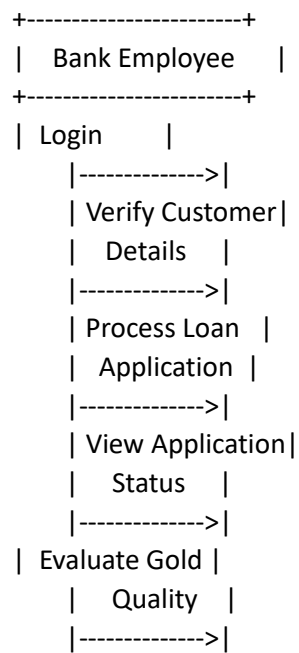 +------------------------+
|   Bank Employee     |
+------------------------+
|  Login        |
|-------------->|
| Verify Customer|
|    Details    |
|-------------->|
| Process Loan   |
|   Application  |
|-------------->|
| View Application|
|    Status     |
|-------------->|
|  Evaluate Gold |
|    Quality    |
|-------------->|